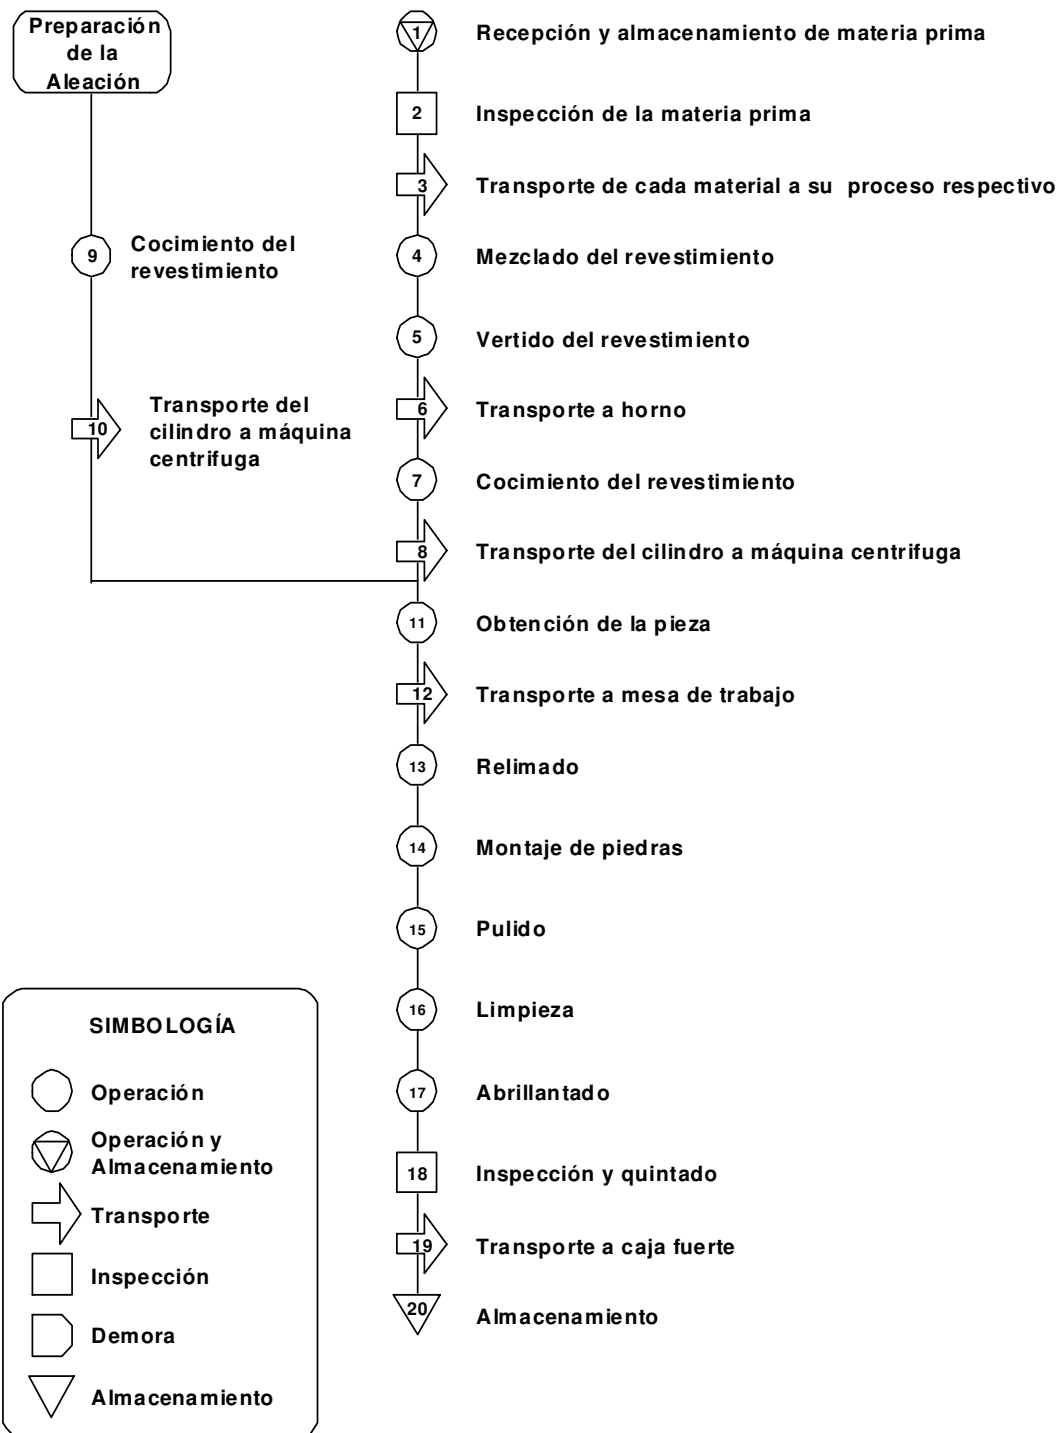 Preparación
de la
Aleación
1
Recepción y almacenamiento de materia prima
2
Inspección de la materia prima
3
Transporte de cada material a su proceso respectivo
9
Cocimiento del
revestimiento
4
Mezclado del revestimiento
5
Vertido del revestimiento
10
Transporte del
cilindro a máquina
centrifuga
6
Transporte a horno
7
Cocimiento del revestimiento
8
Transporte del cilindro a máquina centrifuga
11
Obtención de la pieza
12
Transporte a mesa de trabajo
13
Relimado
14
Montaje de piedras
15
Pulido
16
Limpieza
17
Abrillantado
18
Inspección y quintado
19
Transporte a caja fuerte
20
Almacenamiento
SIMBOLOGÍA
Operación
Operación y
Almacenamiento
Transporte
Inspección
Demora
Almacenamiento